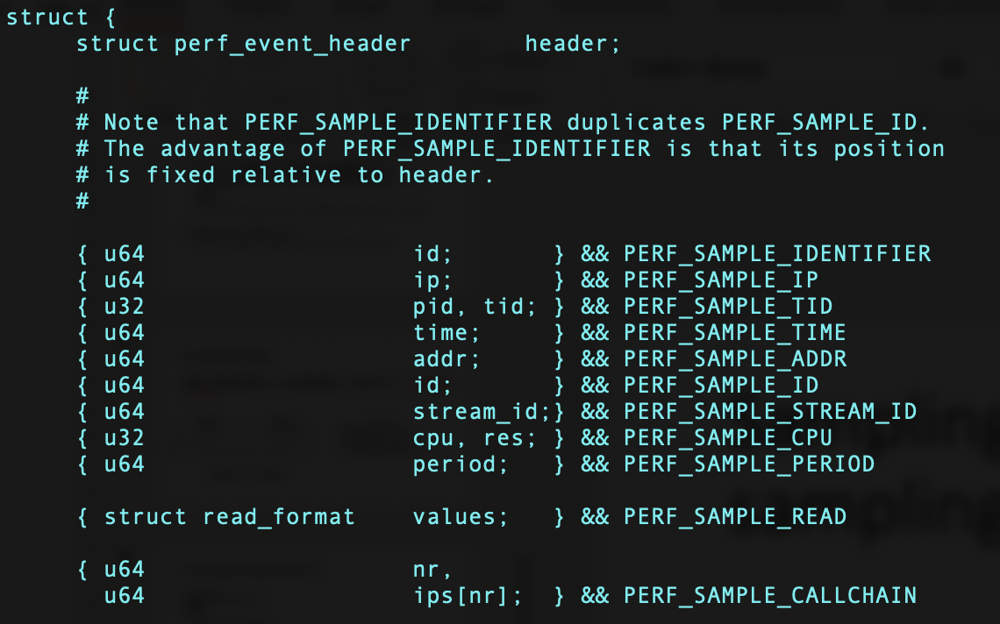 struct {
struct perf_event_header header;
#
# Note that PERF_SAMPLE_IDENTIFIER duplicates PERF_SAMPLE_ID.
# The advantage of PERF_SAMPLE_IDENTIFIER is that its position
# is fixed relative to header.
#
{ u64 id; } && PERF_SAMPLE_IDENTIFIER
{ u64 ip; } && PERF_SAMPLE_IP
{ u32 pid, tid; } && PERF_SAMPLE_TID
{ u64 time; } && PERF_SAMPLE_TIME
{ u64 addr; } && PERF_SAMPLE_ADDR
{ u64 id; } && PERF_SAMPLE_ID
{ u64 stream_id;} && PERF_SAMPLE_STREAM_ID
{ u32 cpu, res; } && PERF_SAMPLE_CPU
{ u64 period; } && PERF_SAMPLE_PERIOD
{ struct read_format values; } && PERF_SAMPLE_READ
{ u64 nr,
u64 ips[nr]; } && PERF_SAMPLE_CALLCHAIN